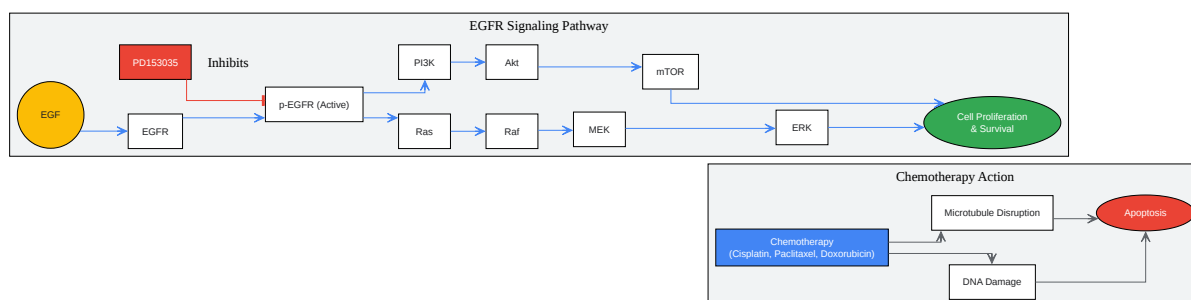 EGFR Signaling Pathway
PD153035
Inhibits
PI3K
Akt
mTOR
EGF
EGFR
p-EGFR (Active)
Ras
Raf
MEK
ERK
Cell Proliferation
& Survival
Chemotherapy Action
Microtubule Disruption
Apoptosis
Chemotherapy
(Cisplatin, Paclitaxel, Doxorubicin)
DNA Damage